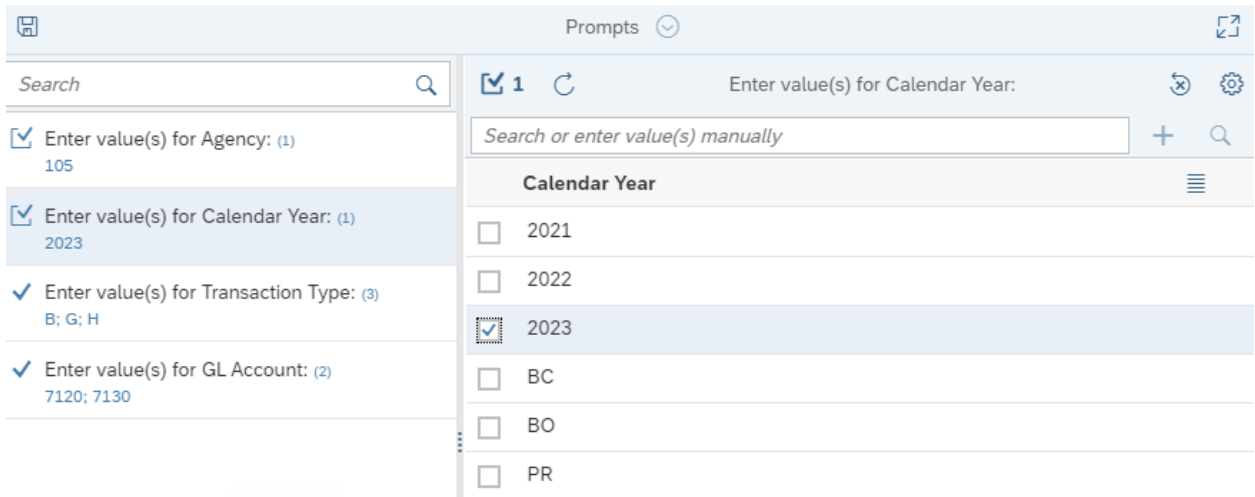 Prompts
Search
Enter value(s) for Agency: (1)
105
Enter value(s) for Calendar Year: (1)
2023
Enter value(s) for Transaction Type: (3)
B; G; H
Enter value(s) for GL Account: (2)
7120; 7130
1 Enter value(s) for Calendar Year:
Search or enter value(s) manually
Calendar Year
2021
2022
2023
BC
BO
PR